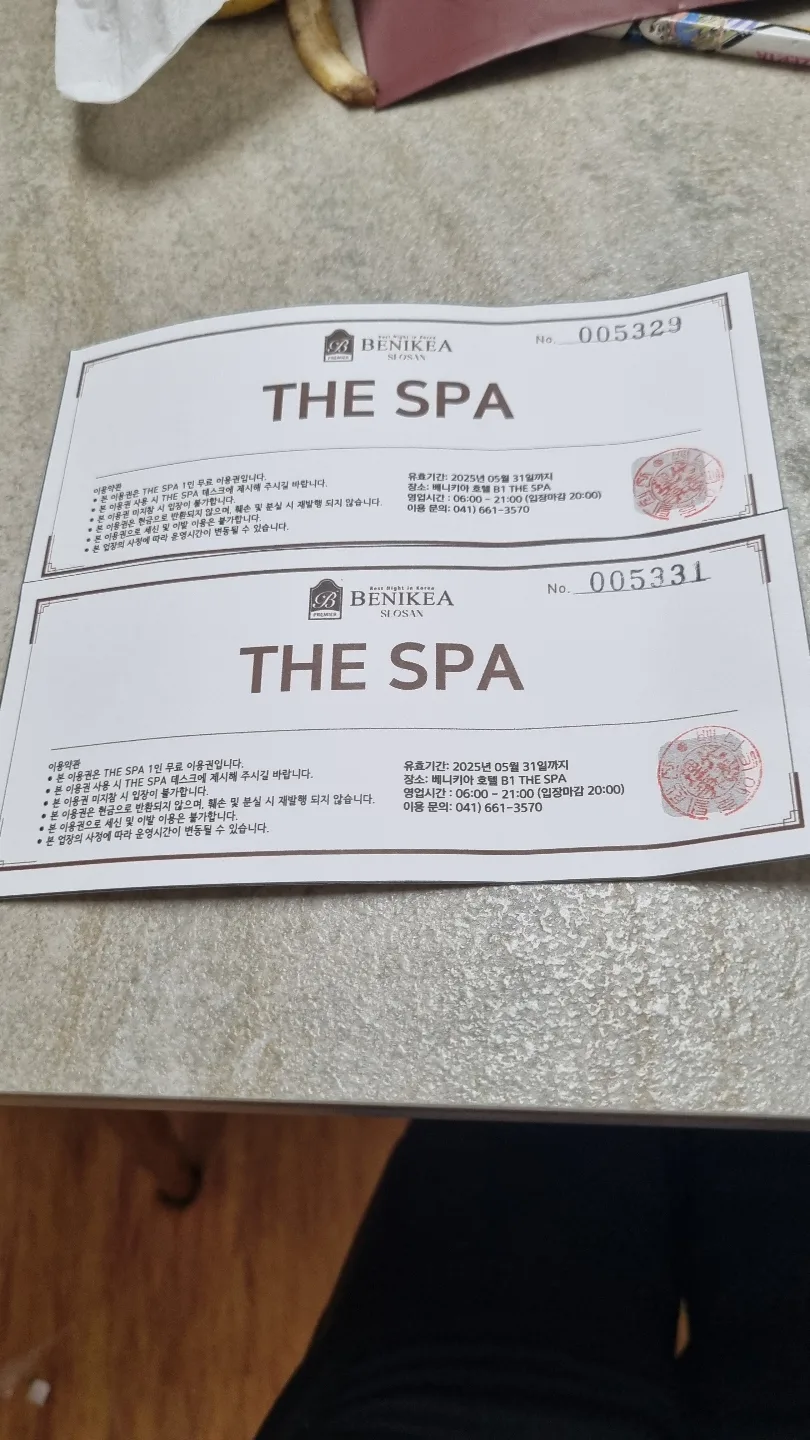 Best Night in Korea
B
PREMIER
BENIKEA
SEOSAN
No. 005329
THE SPA
이용약관
• 본 이용권은 THE SPA 1인 무료 이용권입니다.
• 본 이용권 사용 시 THE SPA 데스크에 제시해 주시길 바랍니다.
• 본 이용권 미지참 시 입장이 불가합니다.
• 본 이용권은 현금으로 반환되지 않으며, 훼손 및 분실 시 재발행 되지 않습니다.
• 본 이용권으로 세신 및 이발 이용은 불가합니다.
• 본 업장의 사정에 따라 운영시간이 변동될 수 있습니다.
유효기간: 2025년 05월 31일까지
장소: 베니키아 호텔 B1 THE SPA
영업시간 : 06:00 - 21:00 (입장마감 20:00)
이용 문의: 041) 661-3570
Best Night in Korea
B
PREMIER
BENIKEA
SEOSAN
No. 005331
THE SPA
이용약관
• 본 이용권은 THE SPA 1인 무료 이용권입니다.
• 본 이용권 사용 시 THE SPA 데스크에 제시해 주시길 바랍니다.
• 본 이용권 미지참 시 입장이 불가합니다.
• 본 이용권은 현금으로 반환되지 않으며, 훼손 및 분실 시 재발행 되지 않습니다.
• 본 이용권으로 세신 및 이발 이용은 불가합니다.
• 본 업장의 사정에 따라 운영시간이 변동될 수 있습니다.
유효기간: 2025년 05월 31일까지
장소: 베니키아 호텔 B1 THE SPA
영업시간 : 06:00 - 21:00 (입장마감 20:00)
이용 문의: 041) 661-3570